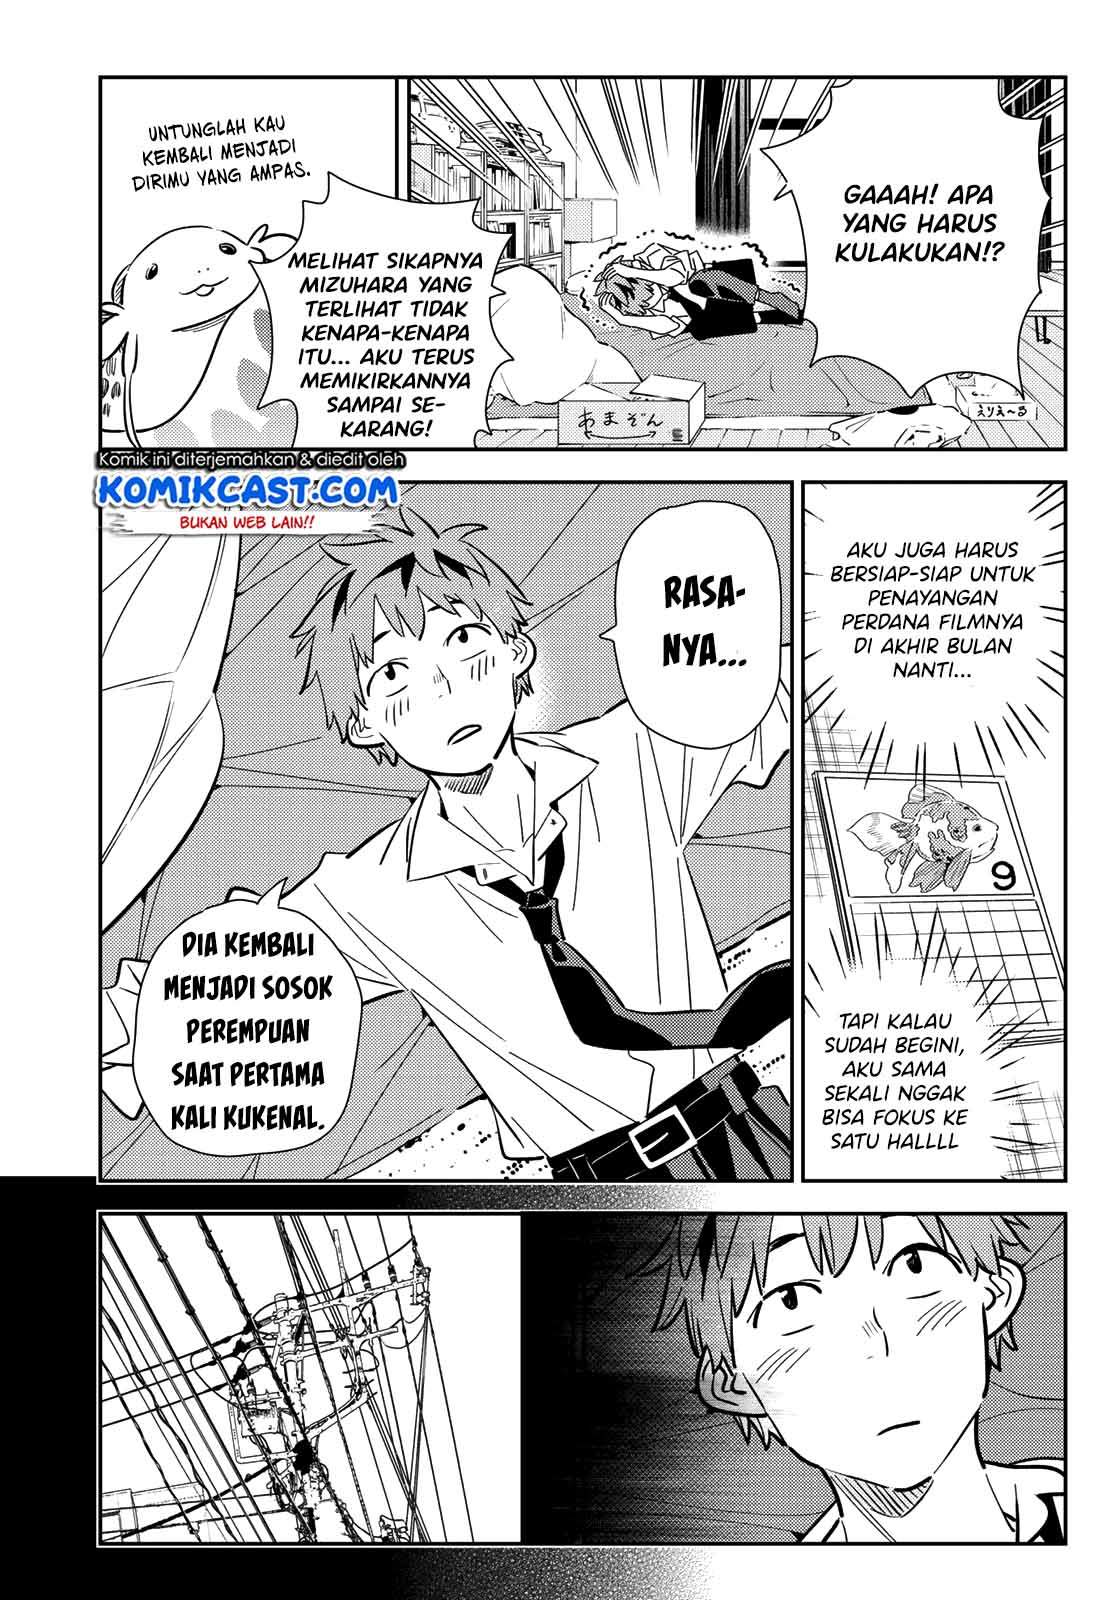 GAAAH! APA
YANG HARUS
KULAKUKAN!?
MELIHAT SIKAPNYA
MIZUHARA YANG
TERLIHAT TIDAK
KENAPA-KENAPA
ITU... AKU TERUS
MEMIKIRKANNYA
SAMPAI SE-
KARANG!
UNTUNGLAH KAU
KEMBALI MENJADI
DIRIMU YANG AMPAS.
あまぞん
えりえ〜る
Komik ini diterjemahkan & diedit oleh
KOMIKCAST.COM
BUKAN WEB LAIN!!
AKU JUGA HARUS
BERSIAP-SIAP UNTUK
PENAYANGAN
PERDANA FILMNYA
DI AKHIR BULAN
NANTI...
9
TAPI KALAU
SUDAH BEGINI,
AKU SAMA
SEKALI NGGAK
BISA FOKUS KE
SATU HALLLL
RASA-
NYA...
DIA KEMBALI
MENJADI SOSOK
PEREMPUAN
SAAT PERTAMA
KALI KUKENAL.